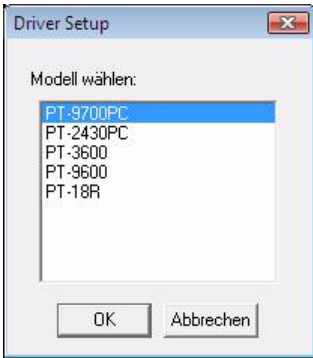 Driver Setup
Modell wählen:
PT-9700PC
PT-2430PC
PT-3600
PT-9600
PT-18R
OK Abbrechen